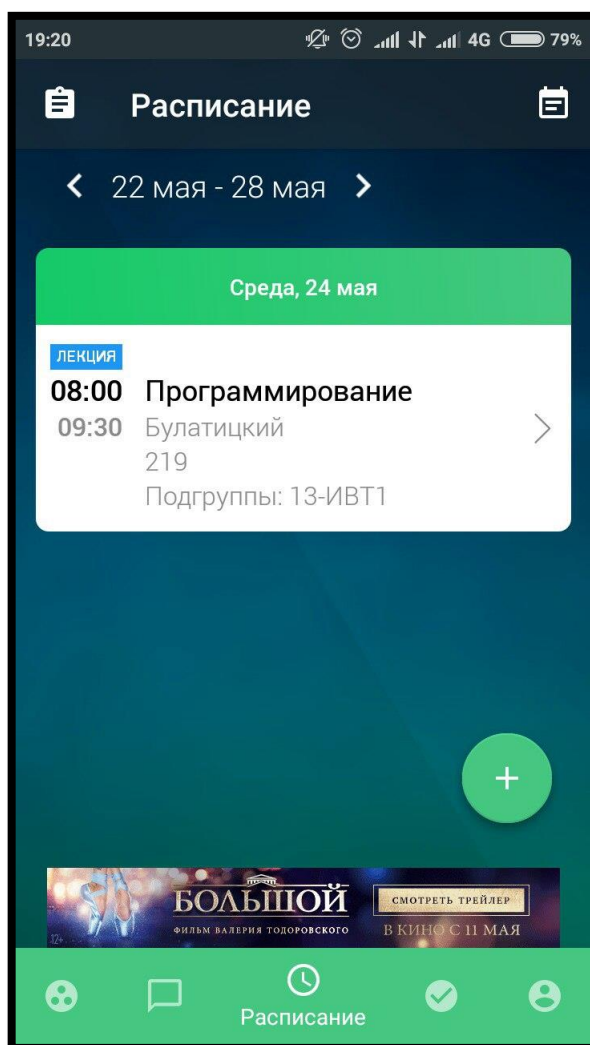 19:20
4G 79%
Расписание
22 мая - 28 мая
Среда, 24 мая
ЛЕКЦИЯ
08:00 Программирование
09:30 Булатицкий
219
Подгруппы: 13-ИВТ1
БОЛЬШОЙ
ФИЛЬМ ВАЛЕРИЯ ТОДОРОВСКОГО
СМОТРЕТЬ ТРЕЙЛЕР
В КИНО С 11 МАЯ
12+
Расписание